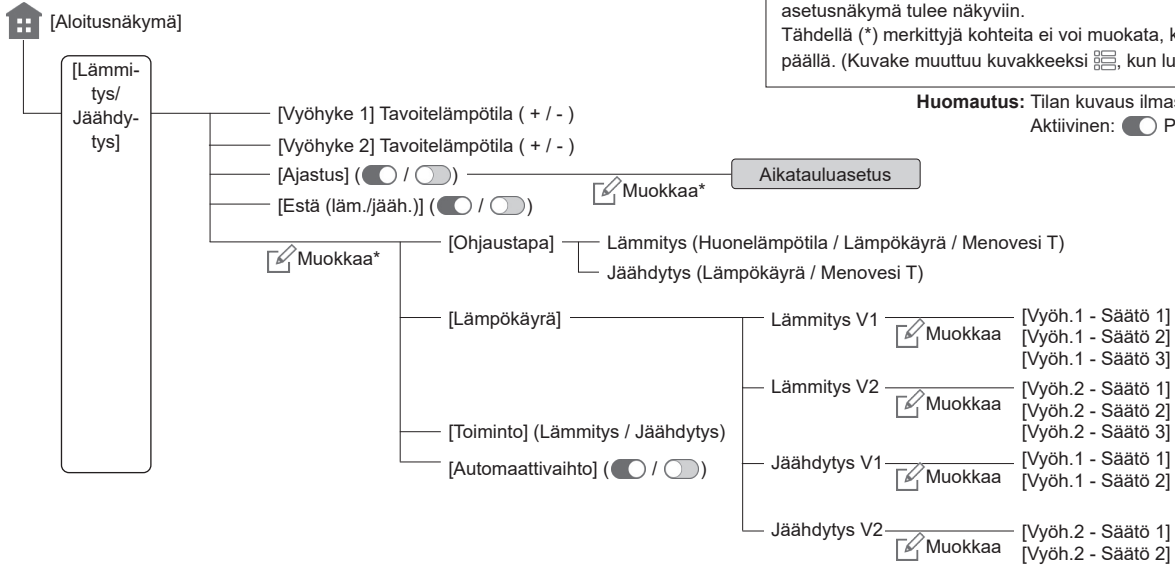 asetusnäkymä tulee näkyviin.
Tähdellä (*) merkittyjä kohteita ei voi muokata,
päällä. (Kuvake muuttuu kuvakkeeksi , kun
Huomautus: Tilan kuvaus
Aktiivinen:
[Aloitusnäkymä]
[Lämmi-
tys/
Jäähdy-
tys]
[Vyöhyke 1] Tavoitelämpötila ( + / - )
[Vyöhyke 2] Tavoitelämpötila ( + / - )
[Ajastus] ( / )
Muokkaa*
Aikatauluasetus
[Estä (läm./jääh.)] ( / )
Muokkaa*
[Ohjaustapa]
Lämmitys (Huonelämpötila / Lämpökäyrä / Menovesi T)
Jäähdytys (Lämpökäyrä / Menovesi T)
[Lämpökäyrä]
Lämmitys V1
Muokkaa
[Vyöh.1 - Säätö 1]
[Vyöh.1 - Säätö 2]
[Vyöh.1 - Säätö 3]
Lämmitys V2
Muokkaa
[Vyöh.2 - Säätö 1]
[Vyöh.2 - Säätö 2]
[Vyöh.2 - Säätö 3]
Jäähdytys V1
Muokkaa
[Vyöh.1 - Säätö 1]
[Vyöh.1 - Säätö 2]
Jäähdytys V2
Muokkaa
[Vyöh.2 - Säätö 1]
[Vyöh.2 - Säätö 2]
[Toiminto] (Lämmitys / Jäähdytys)
[Automaattivaihto] ( / )